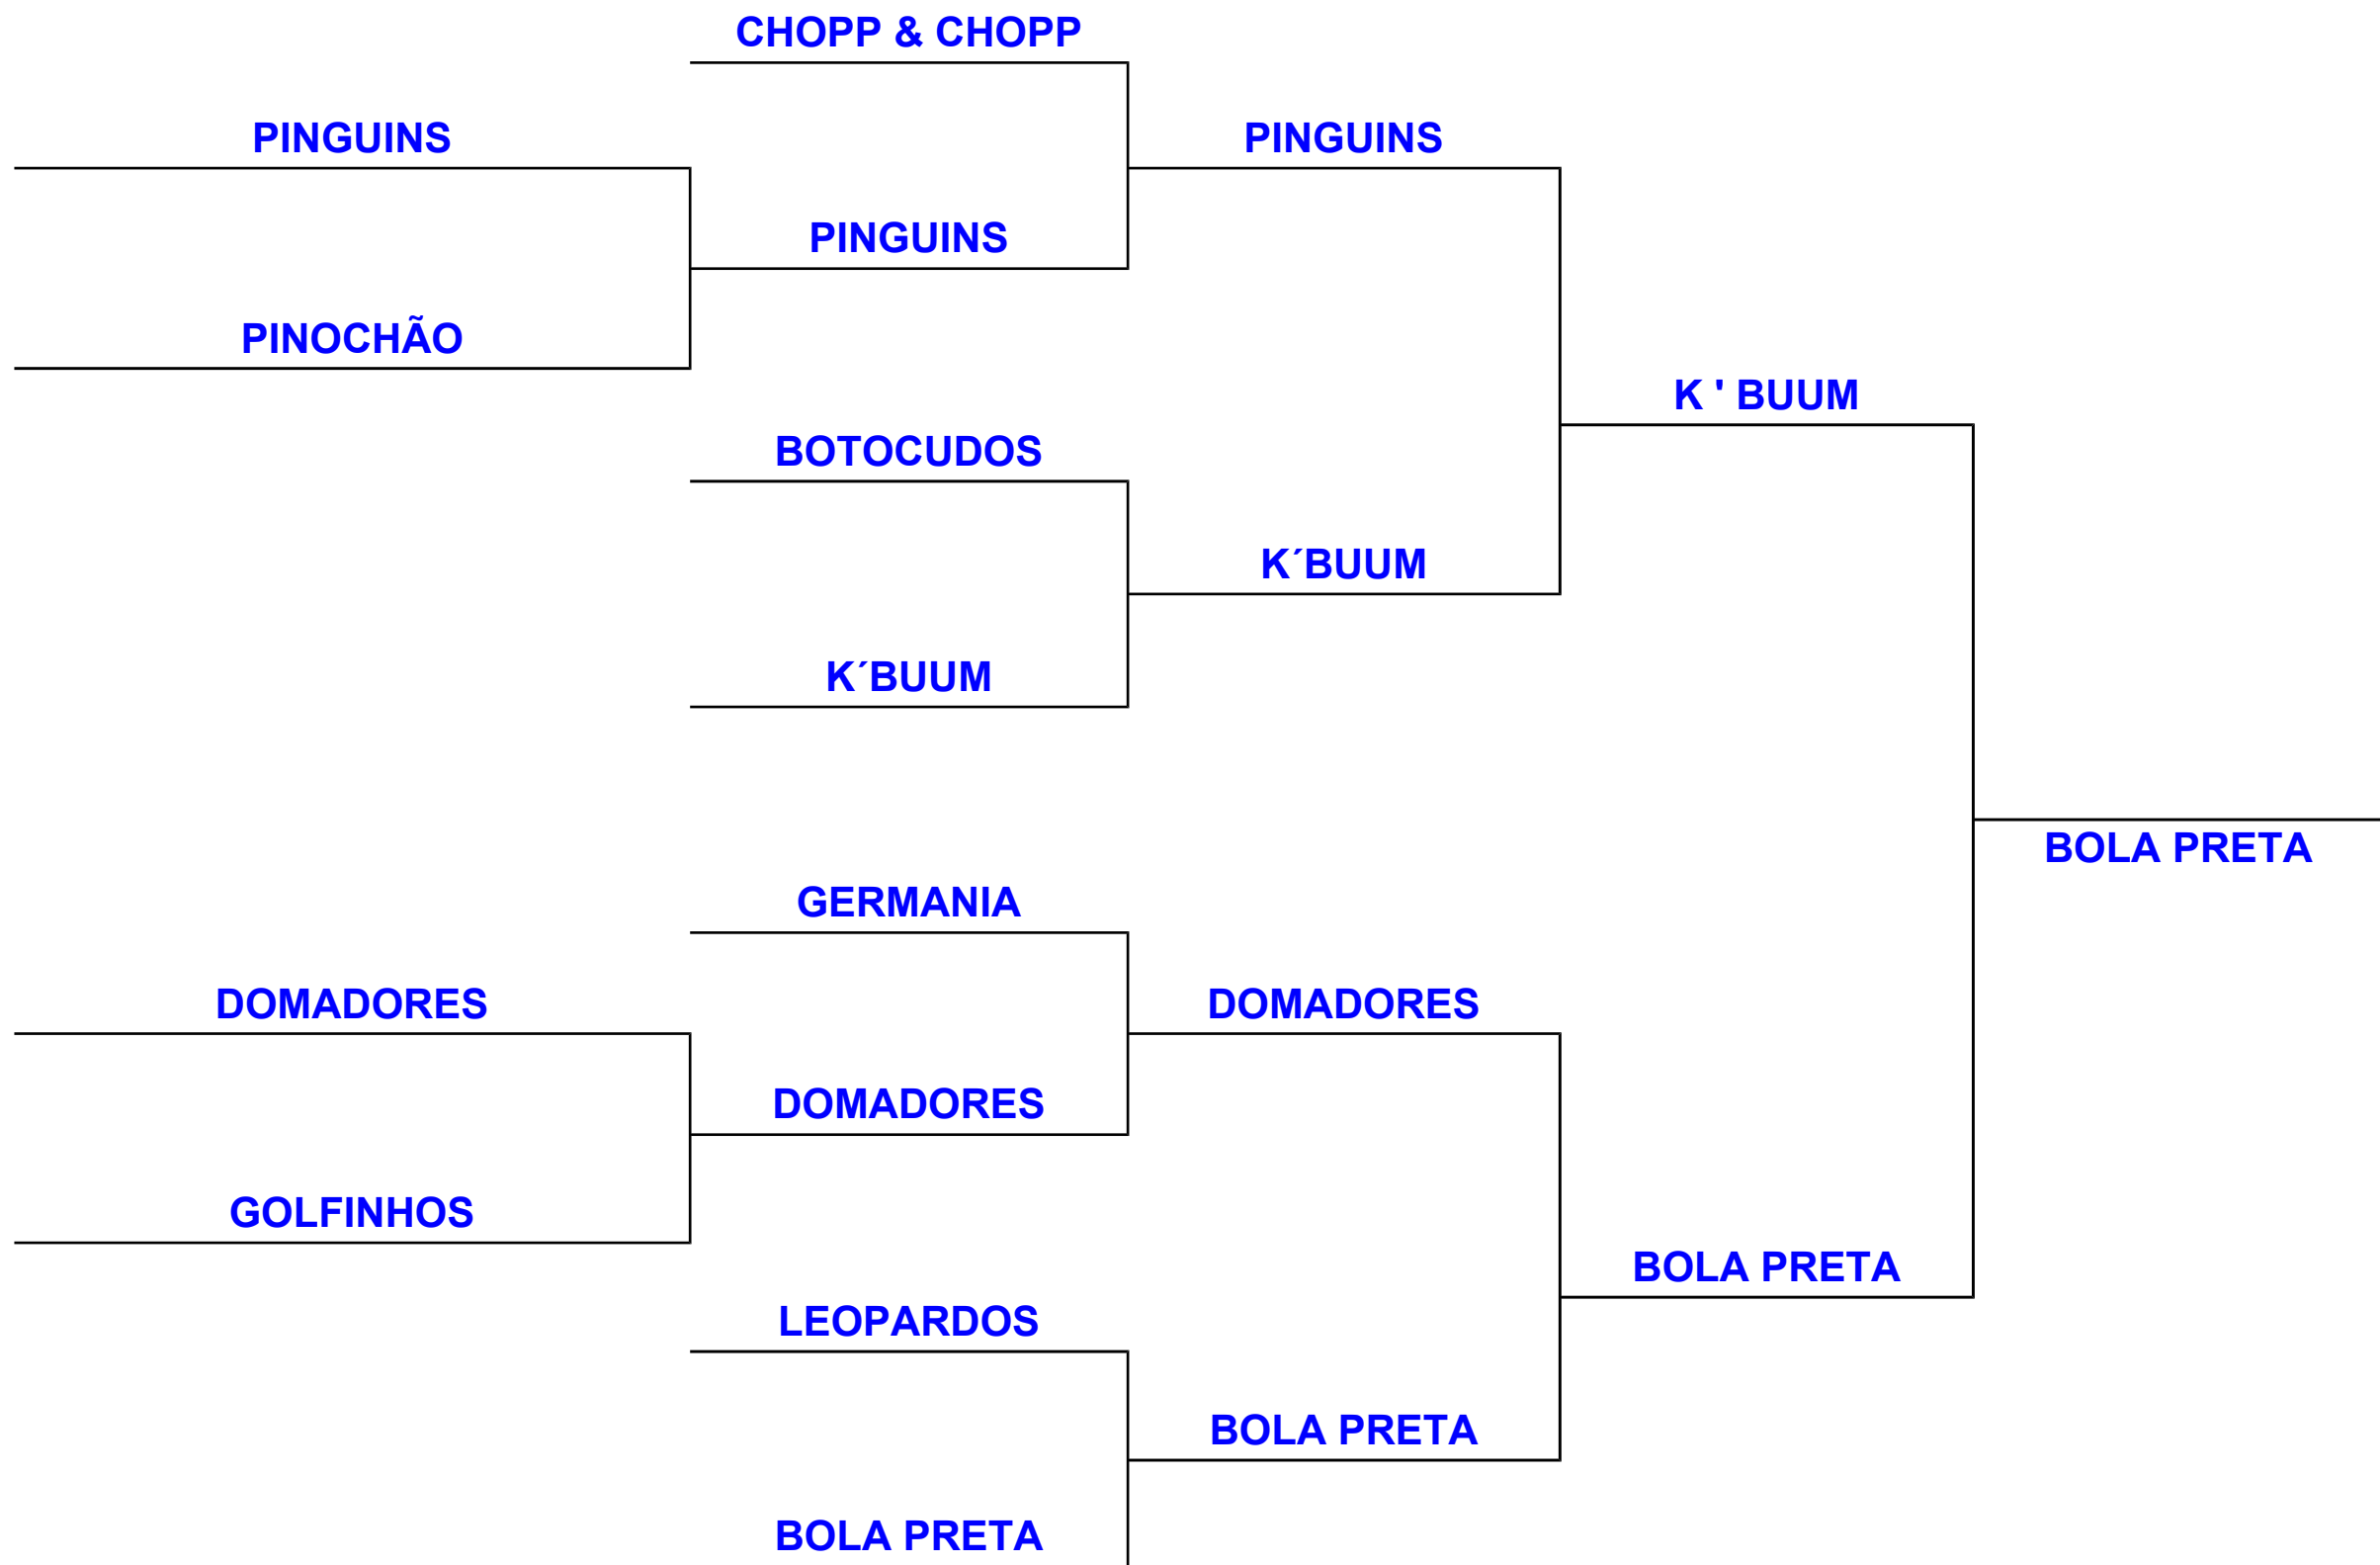 CHOPP & CHOPP
PINGUINS
PINGUINS
PINGUINS
PINOCHÃO
K ' BUUM
BOTOCUDOS
K´BUUM
K´BUUM
BOLA PRETA
GERMANIA
DOMADORES
DOMADORES
DOMADORES
GOLFINHOS
BOLA PRETA
LEOPARDOS
BOLA PRETA
BOLA PRETA